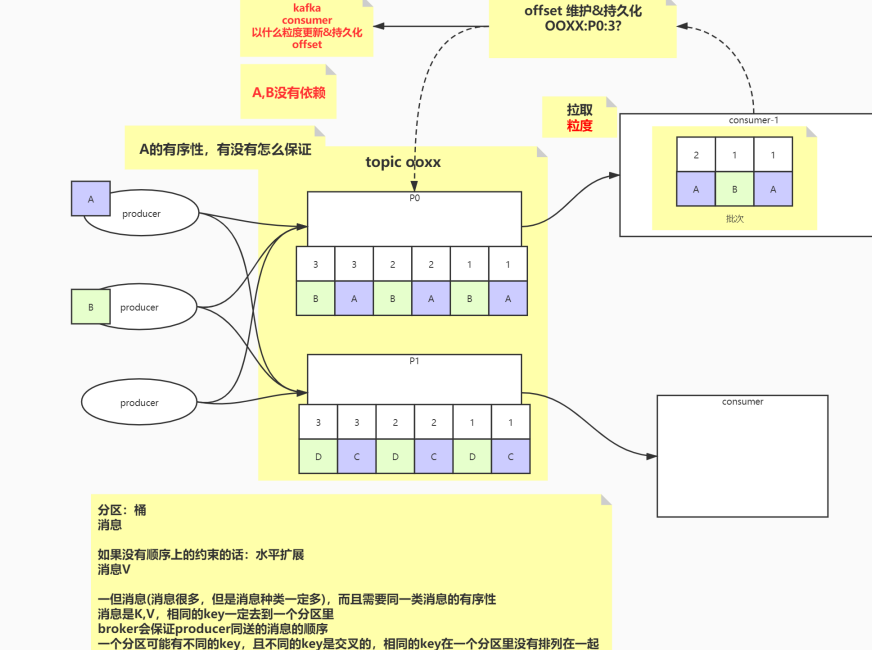 kafka
consumer
以什么粒度更新&持久化
offset
offset 维护&持久化
OOXX:P0:3?
A,B没有依赖
拉取
粒度
consumer-1
2 1 1
A B A
批次
A的有序性，有没有怎么保证
topic ooxx
A
producer
P0
3 3 2 2 1 1
B A B A B A
B
producer
P1
3 3 2 2 1 1
D C D C D C
producer
consumer
分区：桶
消息
如果没有顺序上的约束的话：水平扩展
消息V
一但消息(消息很多，但是消息种类一定多)，而且需要同一类消息的有序性
消息是K,V，相同的key一定去到一个分区里
broker会保证producer同送的消息的顺序
一个分区可能有不同的key，且不同的key是交叉的，相同的key在一个分区里没有排列在一起